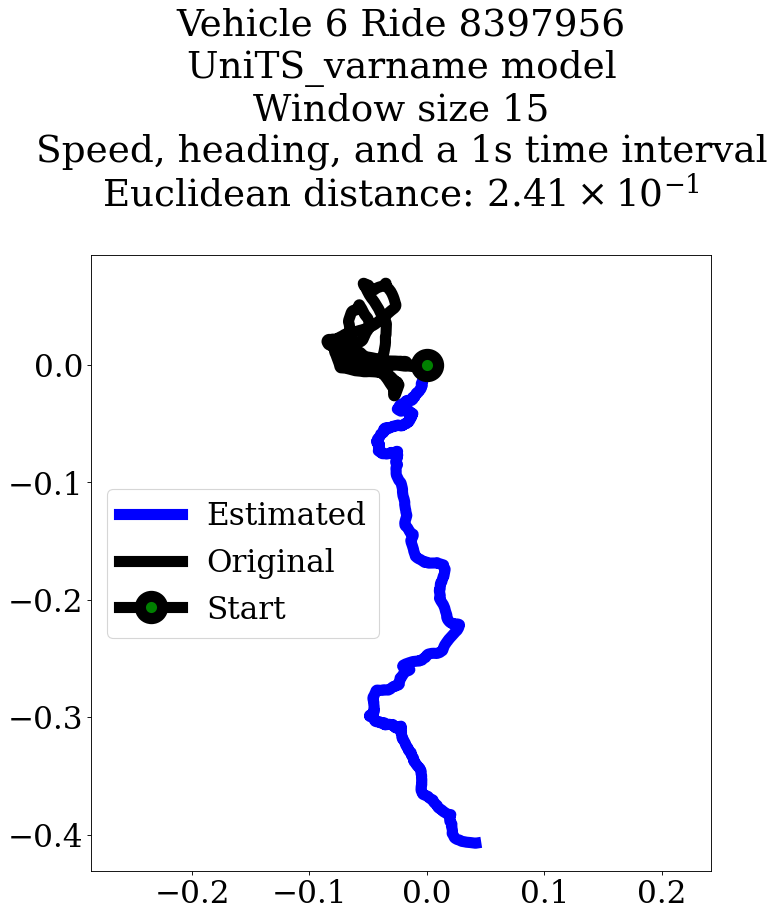 Vehicle 6 Ride 8397956
UniTS_varname model
Window size 15
Speed, heading, and a 1s time interval
Euclidean distance: 2.41 × 10⁻¹
0.0
−0.1
−0.2
−0.3
−0.4
Estimated
Original
Start
−0.2 −0.1 0.0 0.1 0.2